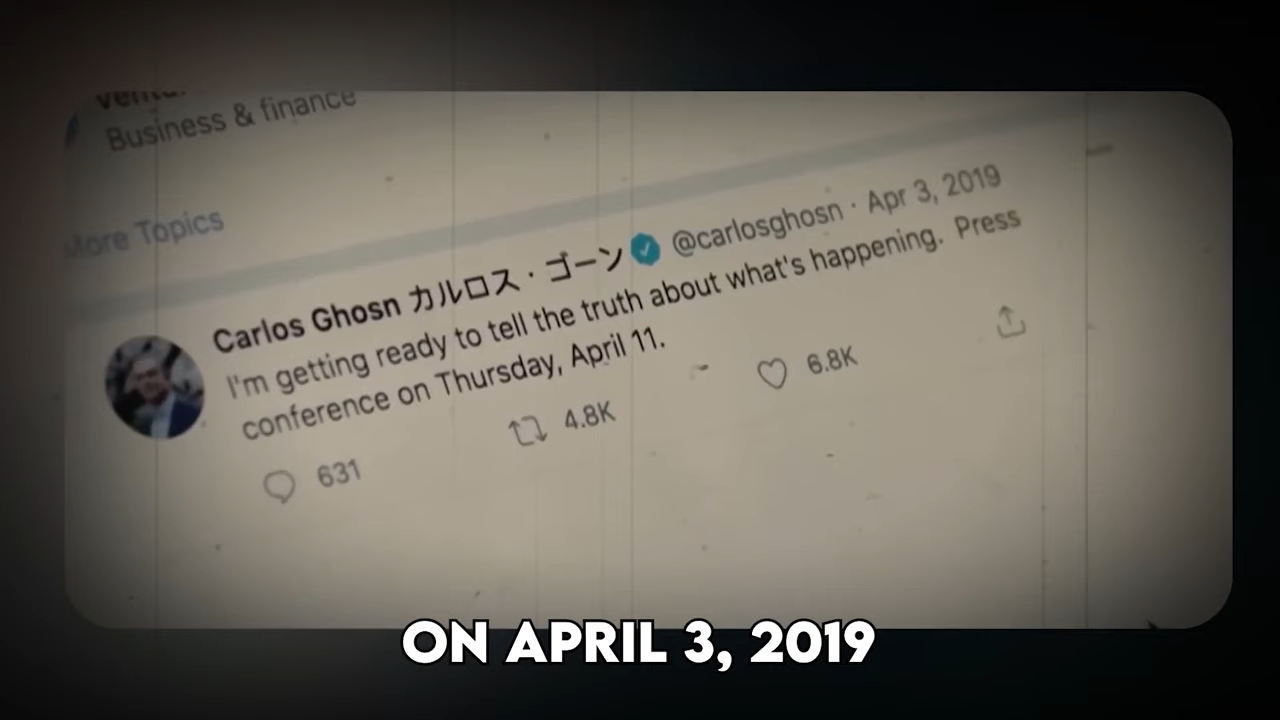 Business & finance
More Topics
Carlos Ghosn カルロス・ゴーン @carlosghosn · Apr 3, 2019
I'm getting ready to tell the truth about what's happening. Press
conference on Thursday, April 11.
631 4.8K 6.8K
ON APRIL 3, 2019